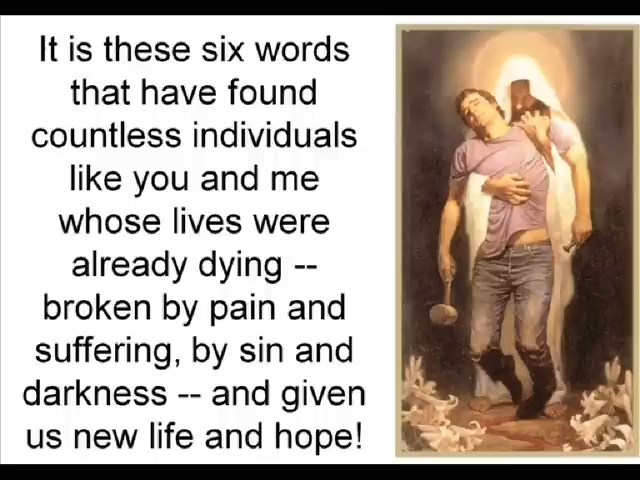 It is these six words
that have found
countless individuals
like you and me
whose lives were
already dying --
broken by pain and
suffering, by sin and
darkness -- and given
us new life and hope!